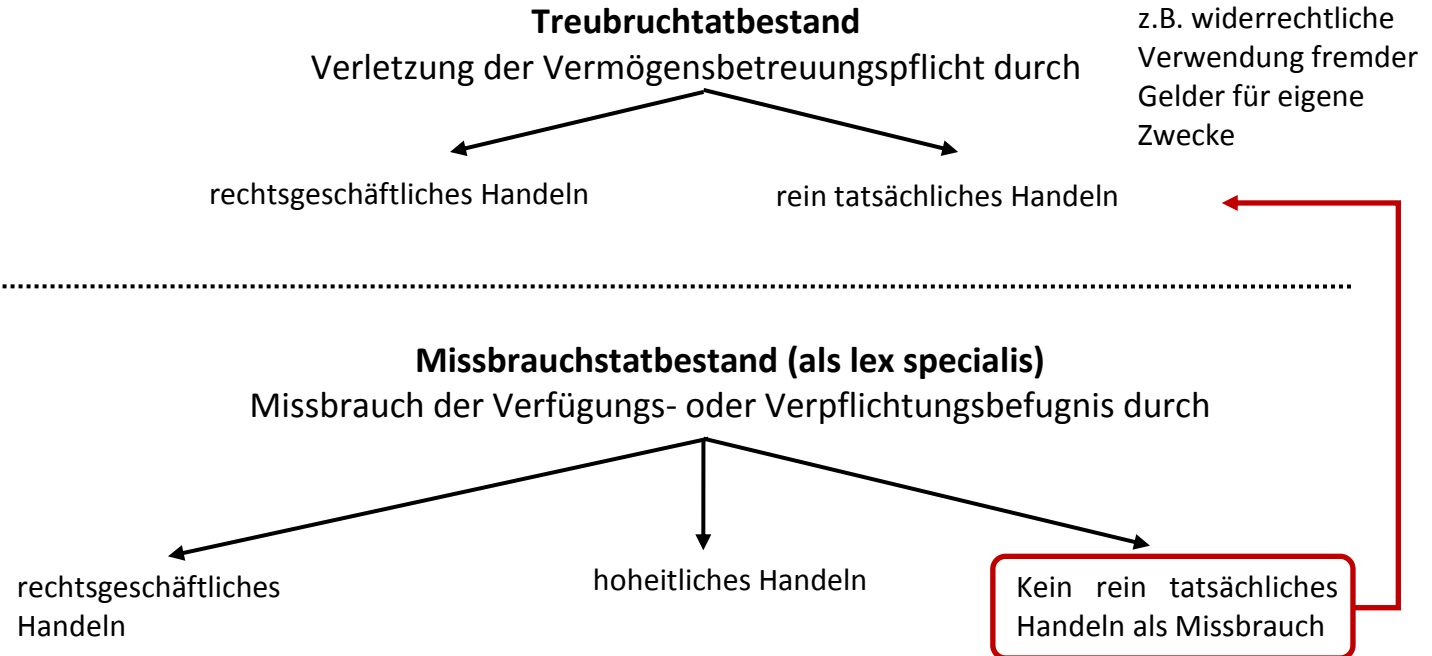 Treubruchtatbestand
Verletzung der Vermögensbetreuungspflicht durch
z.B. widerrechtliche
Verwendung fremder
Gelder für eigene
Zwecke
rechtsgeschäftliches Handeln
rein tatsächliches Handeln
Missbrauchstatbestand (als lex specialis)
Missbrauch der Verfügungs- oder Verpflichtungsbefugnis durch
rechtsgeschäftliches
Handeln
hoheitliches Handeln
Kein rein tatsächliches
Handeln als Missbrauch